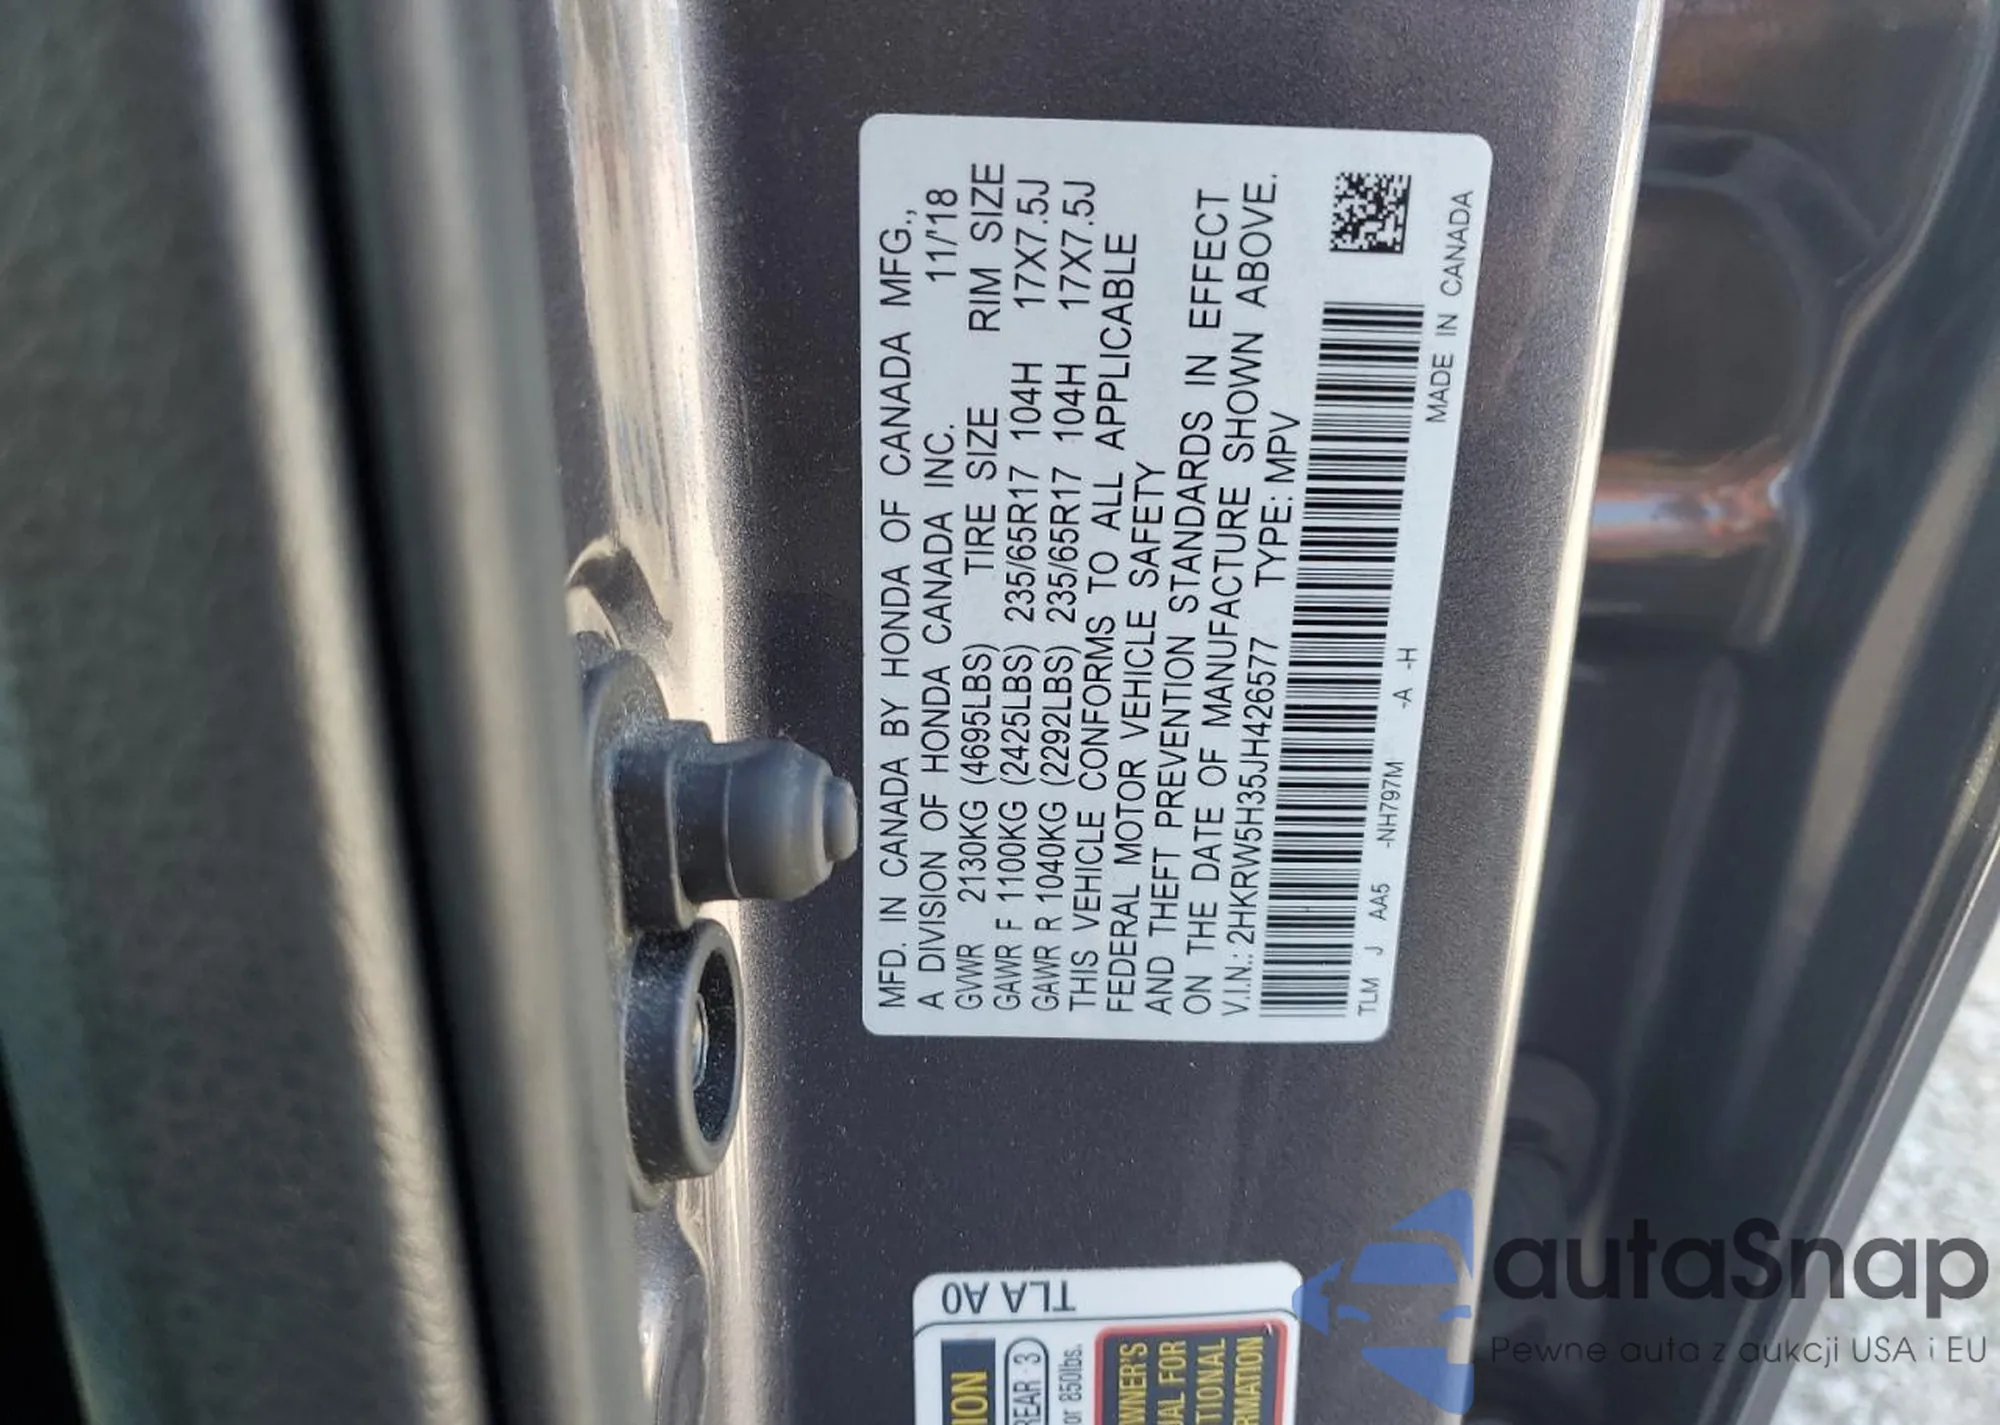 MFD. IN CANADA BY HONDA OF CANADA MFG.,
A DIVISION OF HONDA CANADA INC. 11/'18
GVWR 2130KG (4695LBS) TIRE SIZE RIM SIZE
GAWR F 1100KG (2425LBS) 235/65R17 104H 17X7.5J
GAWR R 1040KG (2292LBS) 235/65R17 104H 17X7.5J
THIS VEHICLE CONFORMS TO ALL APPLICABLE
FEDERAL MOTOR VEHICLE SAFETY
AND THEFT PREVENTION STANDARDS IN EFFECT
ON THE DATE OF MANUFACTURE SHOWN ABOVE.
V.I.N.: 2HKRW5H35JH426577 TYPE: MPV
TLM J AA5 -NH797M -A -H
MADE IN CANADA
TLA A0
REAR 3
or 850lbs.
autaSnap
Pewne auta z aukcji USA i EU